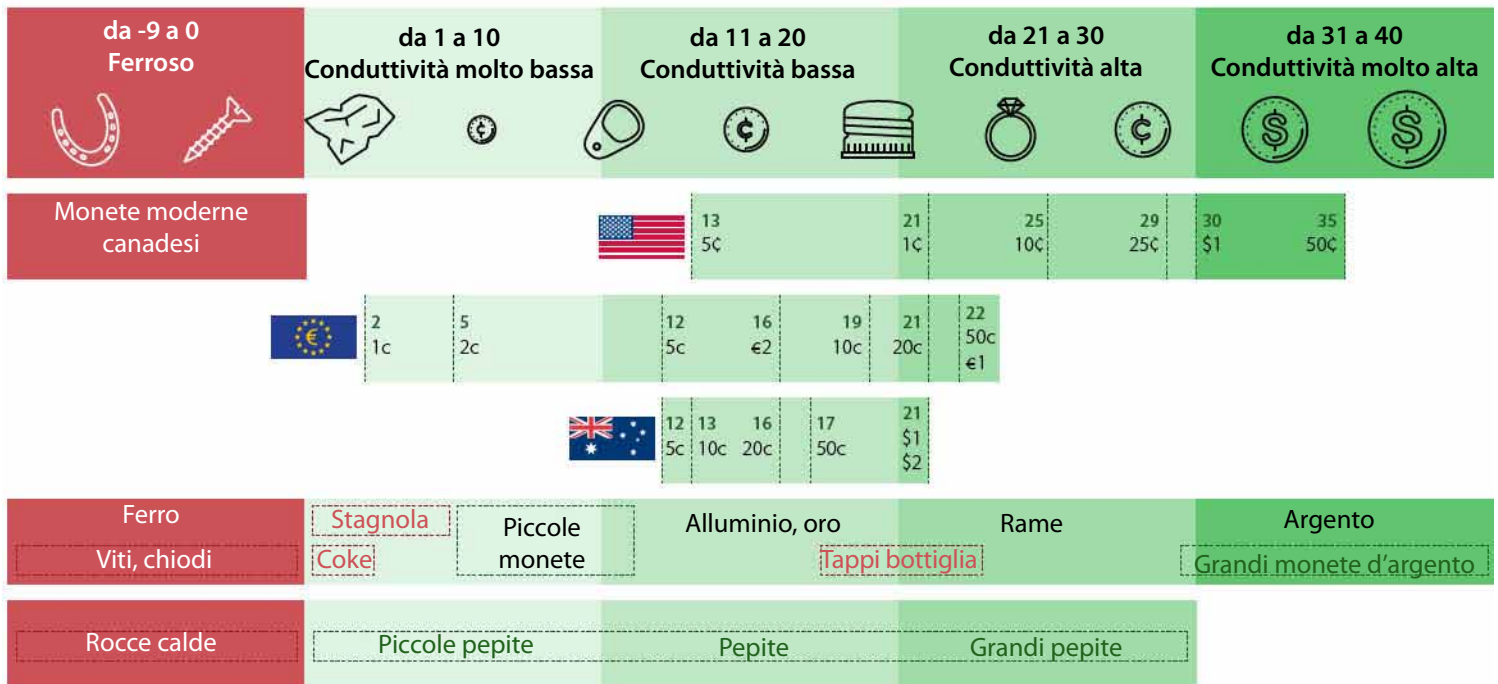 da -9 a 0
Ferroso
da 1 a 10
Conduttività molto bassa
da 11 a 20
Conduttività bassa
da 21 a 30
Conduttività alta
da 31 a 40
Conduttività molto alta
¢
¢
¢
$
$
Monete moderne
canadesi
13
5¢
21
1¢
25
10¢
29
25¢
30
$1
35
50¢
€
2
1c
5
2c
12
5c
16
€2
19
10c
21
20c
22
50c
€1
12
5c
13
10c
16
20c
17
50c
21
$1
$2
Ferro
Viti, chiodi
Stagnola
Coke
Piccole
monete
Alluminio, oro
Tappi bottiglia
Rame
Argento
Grandi monete d’argento
Rocce calde
Piccole pepite
Pepite
Grandi pepite